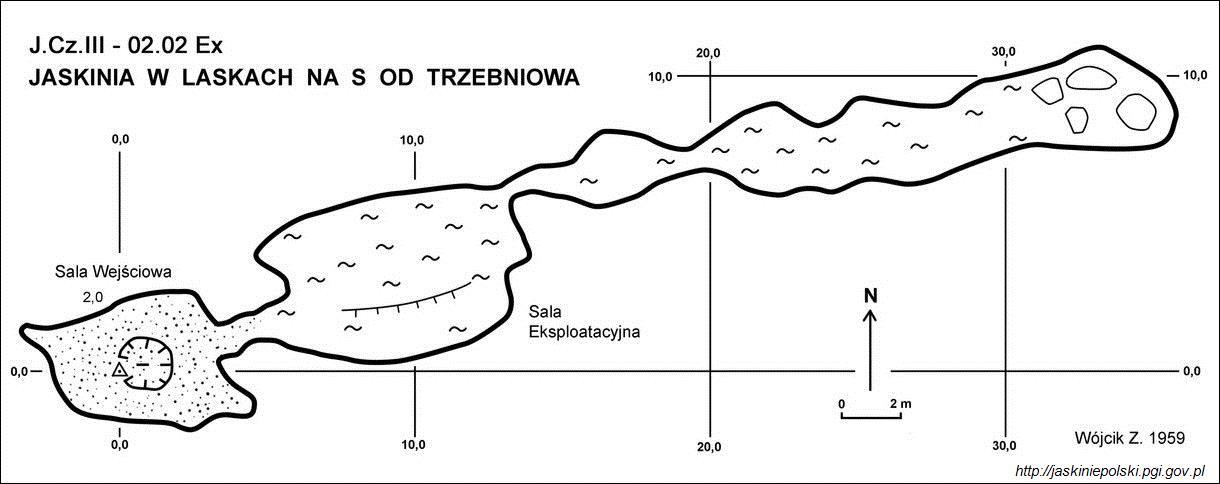 J.Cz.III - 02.02 Ex
JASKINIA W LASKACH NA S OD TRZEBNIOWA
20,0
30,0
10,0
10,0
0,0
10,0
Sala Wejściowa
2,0
Sala
Eksploatacyjna
N
0,0
0,0
0 2 m
0,0
10,0
20,0
30,0
Wójcik Z. 1959
http://jaskiniepolski.pgi.gov.pl